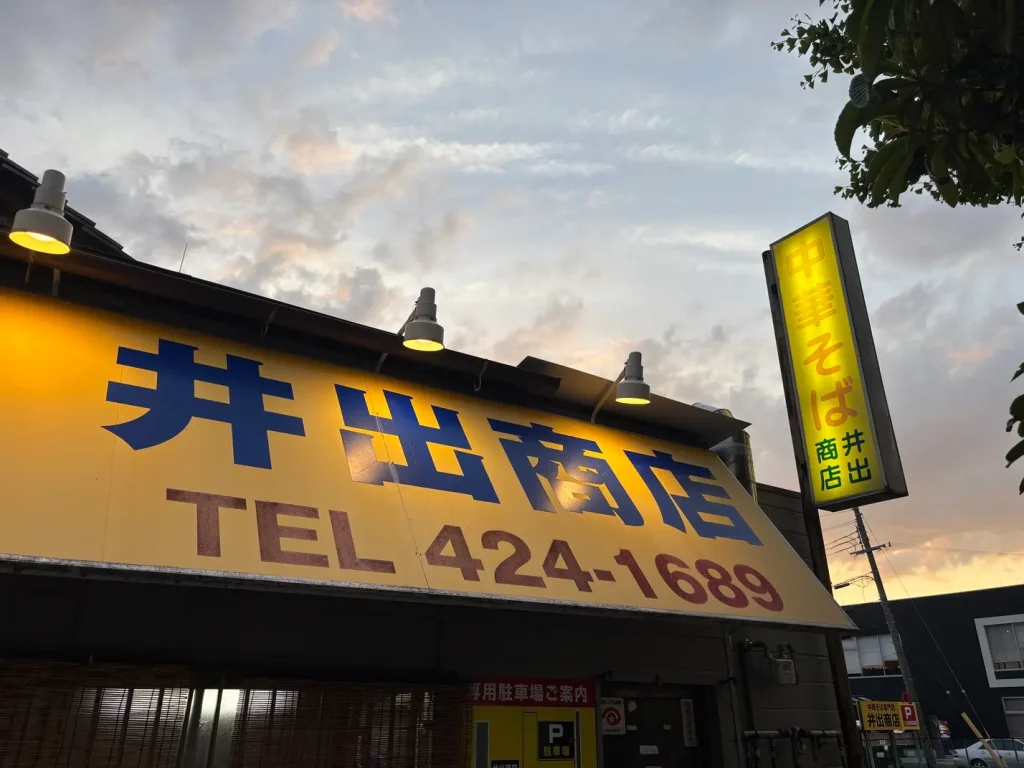 井出商店
TEL 424-1689
中華そば
井出
商店
専用駐車場ご案内
P
駐車場
井出商店
P